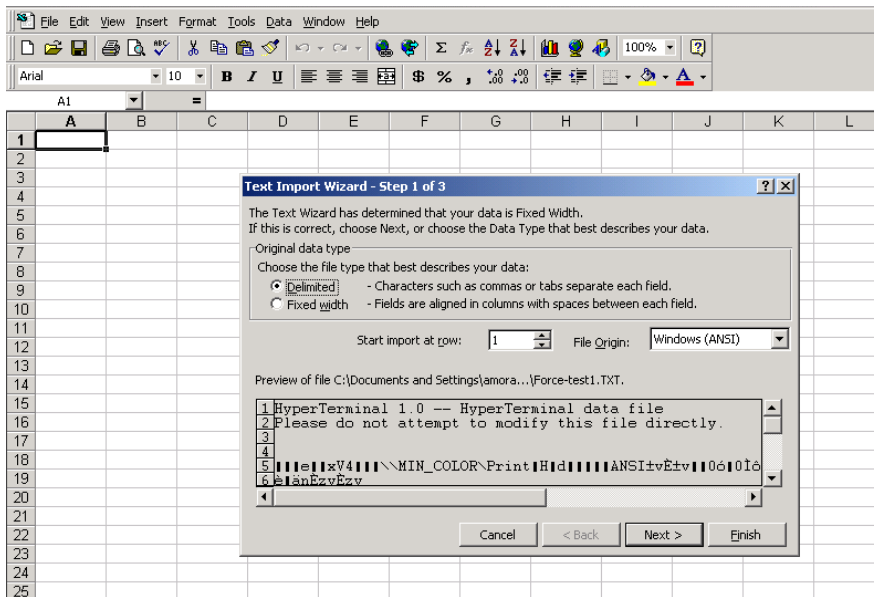 File Edit View Insert Format Tools Data Window Help
100%
Arial 10 B I U $ % ,
A1 =
A B C D E F G H I J K L
1
2
3
4
5
6
7
8
9
10
11
12
13
14
15
16
17
18
19
20
21
22
23
24
25
Text Import Wizard - Step 1 of 3
The Text Wizard has determined that your data is Fixed Width.
If this is correct, choose Next, or choose the Data Type that best describes your data.
Original data type
Choose the file type that best describes your data:
Delimited - Characters such as commas or tabs separate each field.
Fixed width - Fields are aligned in columns with spaces between each field.
Start import at row: 1 File Origin: Windows (ANSI)
Preview of file C:\Documents and Settings\amora...\Force-test1.TXT.
1 HyperTerminal 1.0 -- HyperTerminal data file
2 Please do not attempt to modify this file directly.
3
4
5 \\MIN_COLOR\Print
6
Cancel < Back Next > Finish